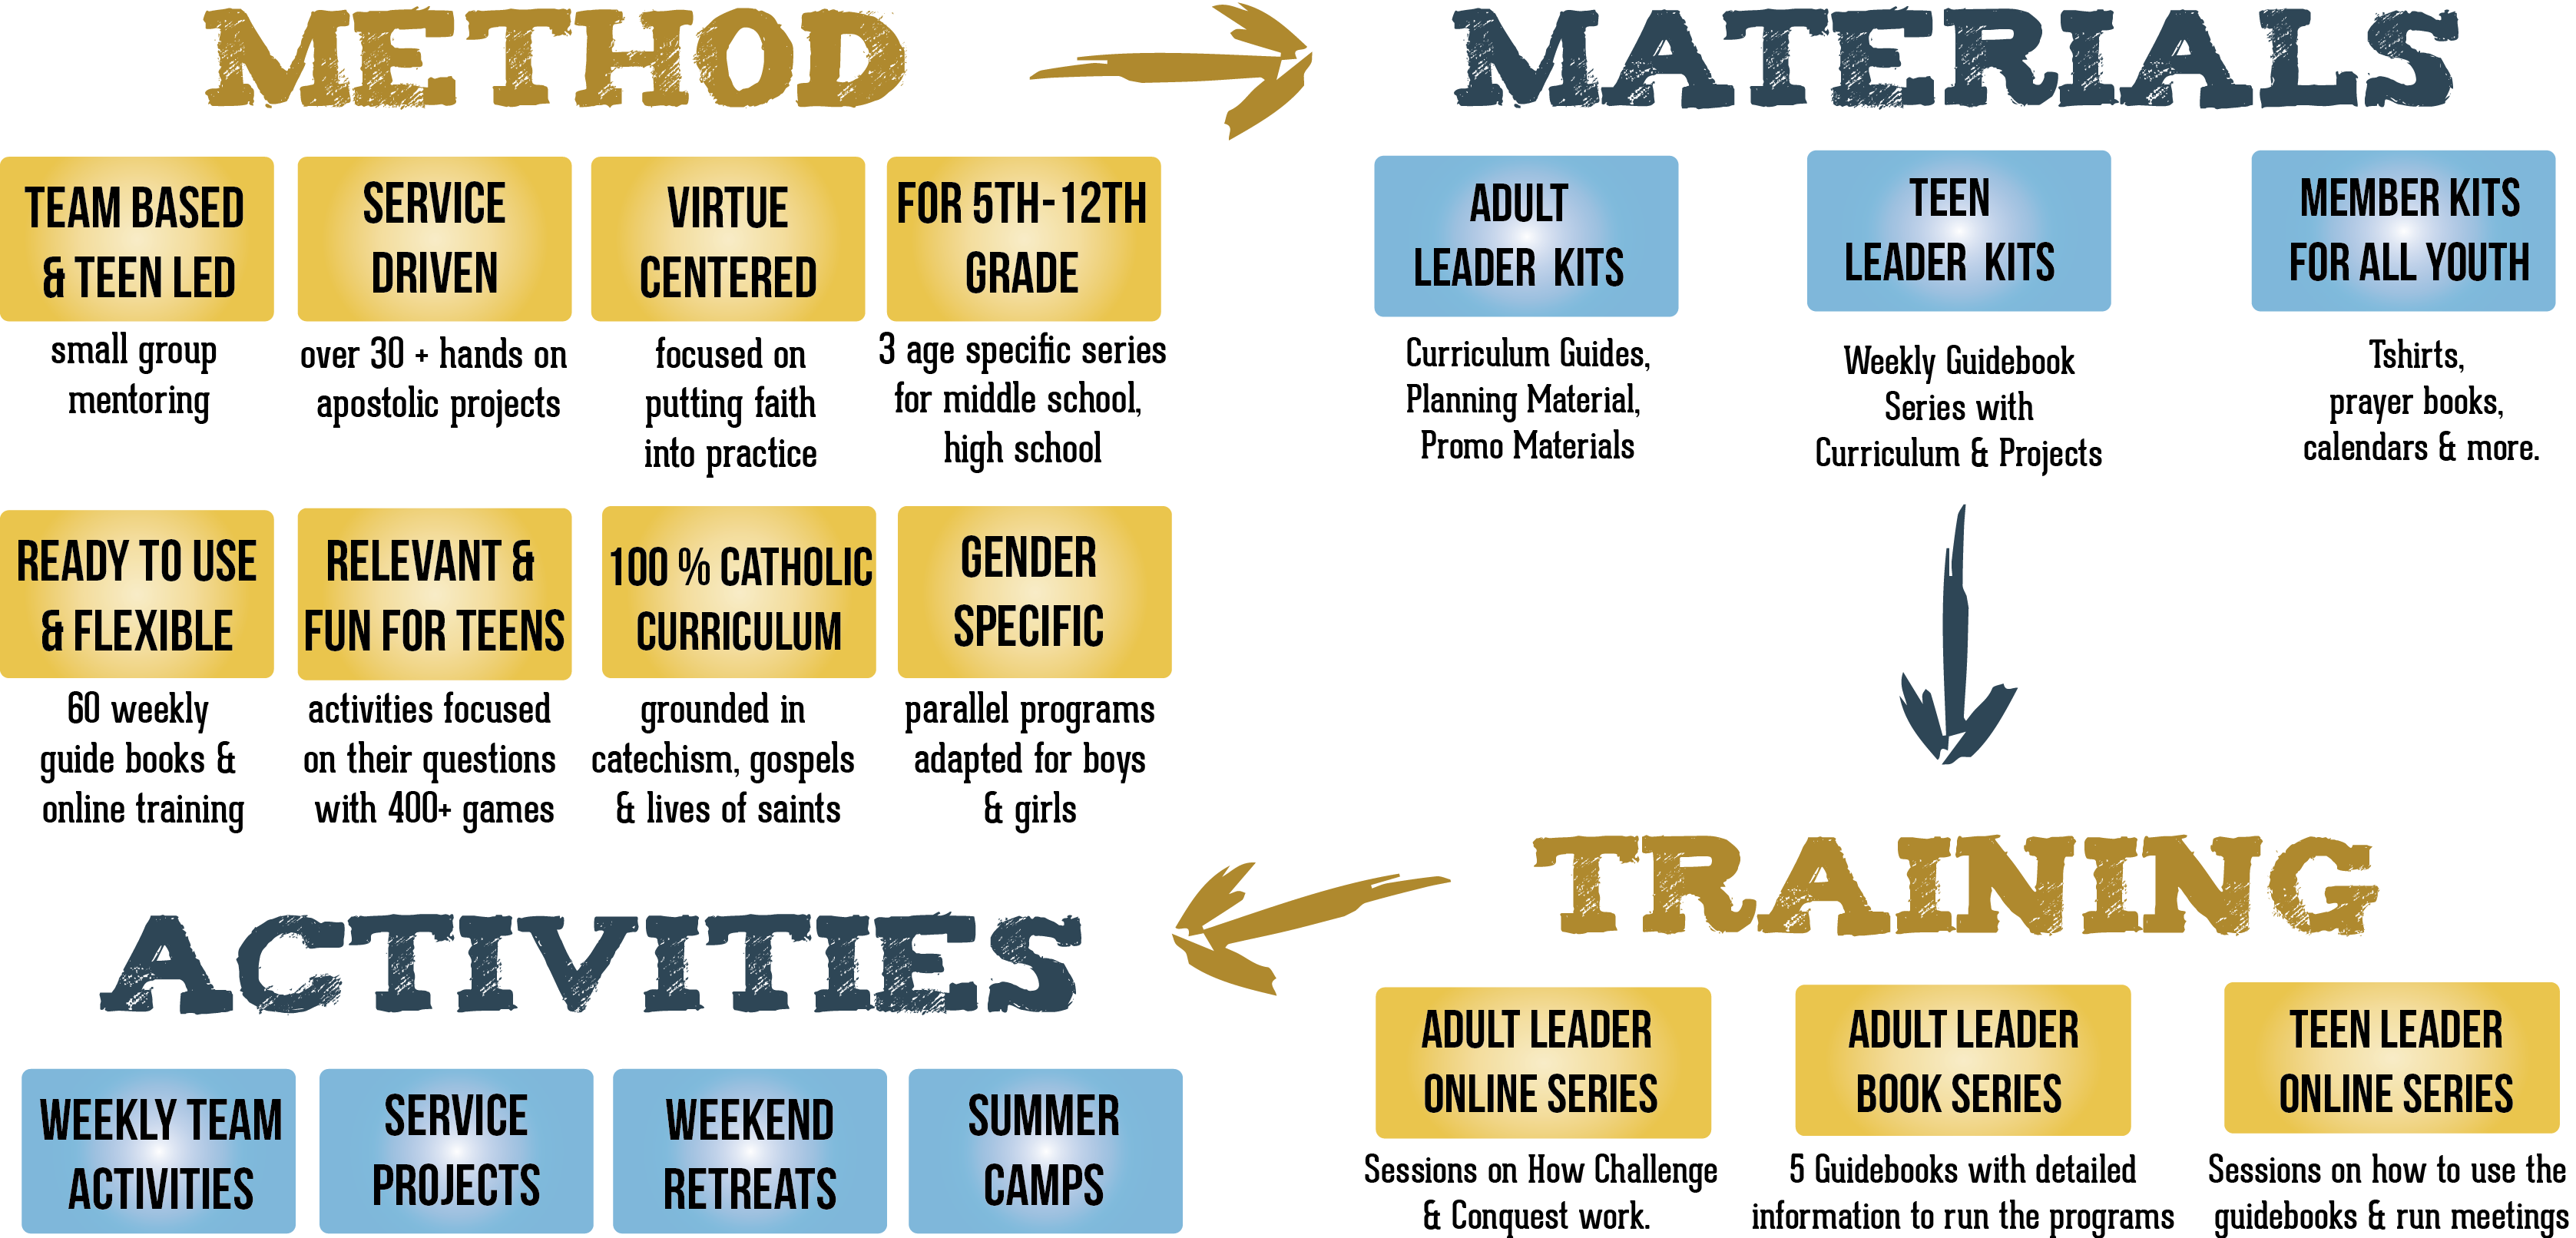 METHOD
TEAM BASED
& TEEN LED
small group
mentoring
SERVICE
DRIVEN
over 30 + hands on
apostolic projects
VIRTUE
CENTERED
focused on
putting faith
into practice
FOR 5TH-12TH
GRADE
3 age specific series
for middle school,
high school
READY TO USE
& FLEXIBLE
60 weekly
guide books &
online training
RELEVANT &
FUN FOR TEENS
activities focused
on their questions
with 400+ games
100 % CATHOLIC
CURRICULUM
grounded in
catechism, gospels
& lives of saints
GENDER
SPECIFIC
parallel programs
adapted for boys
& girls
MATERIALS
ADULT
LEADER KITS
Curriculum Guides,
Planning Material,
Promo Materials
TEEN
LEADER KITS
Weekly Guidebook
Series with
Curriculum & Projects
MEMBER KITS
FOR ALL YOUTH
Tshirts,
prayer books,
calendars & more.
TRAINING
ADULT LEADER
ONLINE SERIES
Sessions on How Challenge
& Conquest work.
ADULT LEADER
BOOK SERIES
5 Guidebooks with detailed
information to run the programs
TEEN LEADER
ONLINE SERIES
Sessions on how to use the
guidebooks & run meetings
ACTIVITIES
WEEKLY TEAM
ACTIVITIES
SERVICE
PROJECTS
WEEKEND
RETREATS
SUMMER
CAMPS